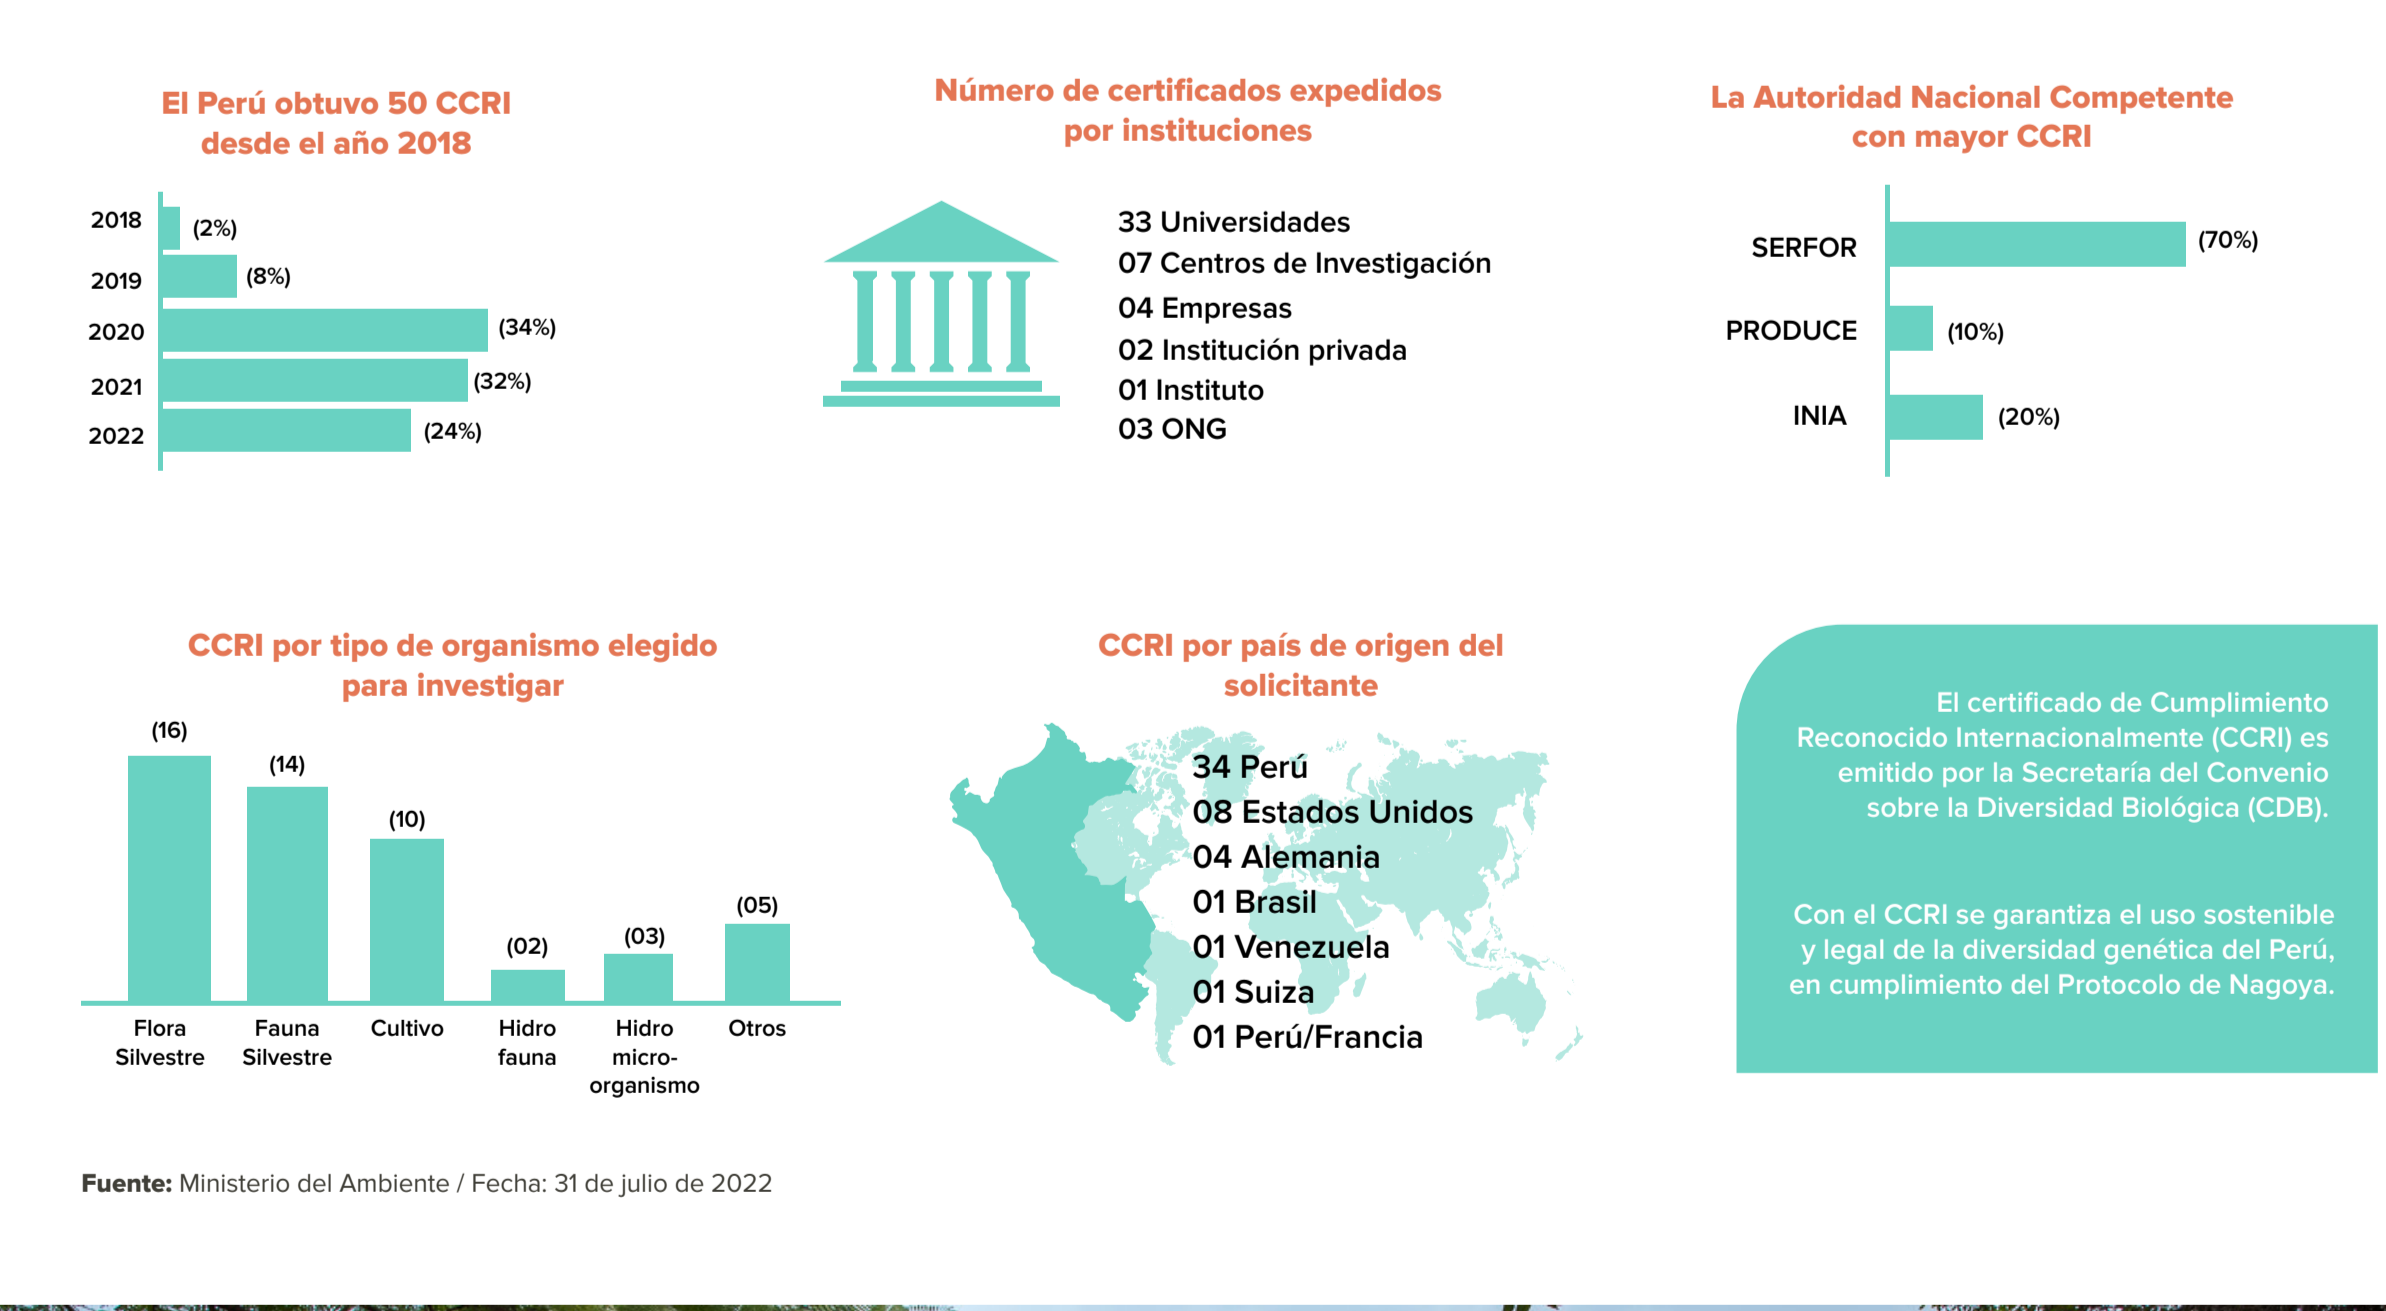 El Perú obtuvo 50 CCRI
desde el año 2018
2018
(2%)
2019
(8%)
2020
(34%)
2021
(32%)
2022
(24%)
Número de certificados expedidos
por instituciones
33 Universidades
07 Centros de Investigación
04 Empresas
02 Institución privada
01 Instituto
03 ONG
La Autoridad Nacional Competente
con mayor CCRI
SERFOR
(70%)
PRODUCE
(10%)
INIA
(20%)
CCRI por tipo de organismo elegido
para investigar
(16)
(14)
(10)
(02)
(03)
(05)
Flora
Silvestre
Fauna
Silvestre
Cultivo
Hidro
fauna
Hidro
micro-
organismo
Otros
CCRI por país de origen del
solicitante
34 Perú
08 Estados Unidos
04 Alemania
01 Brasil
01 Venezuela
01 Suiza
01 Perú/Francia
El certificado de Cumplimiento
Reconocido Internacionalmente (CCRI) es
emitido por la Secretaría del Convenio
sobre la Diversidad Biológica (CDB).
Con el CCRI se garantiza el uso sostenible
y legal de la diversidad genética del Perú,
en cumplimiento del Protocolo de Nagoya.
Fuente: Ministerio del Ambiente / Fecha: 31 de julio de 2022